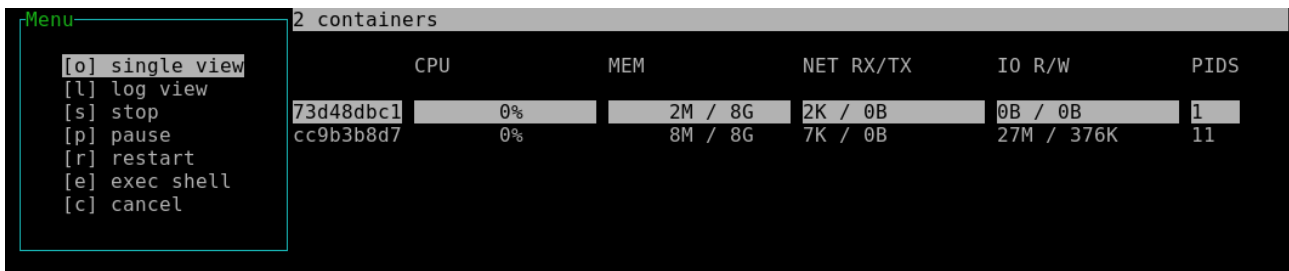 Menu 2 containers
[o] single view CPU MEM NET RX/TX IO R/W PIDS
[l] log view
[s] stop 73d48dbc1 0% 2M / 8G 2K / 0B 0B / 0B 1
[p] pause cc9b3b8d7 0% 8M / 8G 7K / 0B 27M / 376K 11
[r] restart
[e] exec shell
[c] cancel